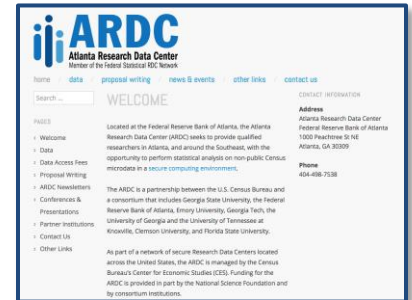 ARDC
Atlanta Research Data Center
Member of the Federal Statistical RDC Network
home / data / proposal writing / news & events / other links / contact us
Search ...
PAGES
Welcome
Data
Data Access Fees
Proposal Writing
ARDC Newsletters
Conferences &
Presentations
Partner Institutions
Contact Us
Other Links
WELCOME
Located at the Federal Reserve Bank of Atlanta, the Atlanta
Research Data Center (ARDC) seeks to provide qualified
researchers in Atlanta, and around the Southeast, with the
opportunity to perform statistical analysis on non-public Census
microdata in a secure computing environment.
The ARDC is a partnership between the U.S. Census Bureau and
a consortium that includes Georgia State University, the Federal
Reserve Bank of Atlanta, Emory University, Georgia Tech, the
University of Georgia and the University of Tennessee at
Knoxville, Clemson University, and Florida State University.
As part of a network of secure Research Data Centers located
across the United States, the ARDC is managed by the Census
Bureau's Center for Economic Studies (CES). Funding for the
ARDC is provided in part by the National Science Foundation and
by consortium institutions.
CONTACT INFORMATION
Address
Atlanta Research Data Center
Federal Reserve Bank of Atlanta
1000 Peachtree St NE
Atlanta, GA 30309
Phone
404-498-7538